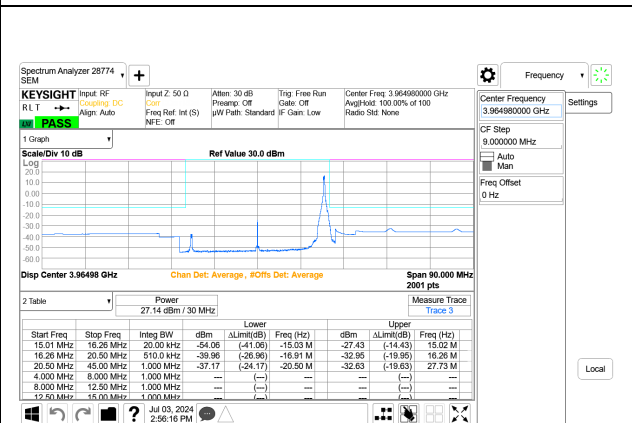 Spectrum Analyzer 28774
SEM
Frequency
KEYSIGHT Input: RF Input Z: 50 Ω Atten: 30 dB Trig: Free Run Center Freq: 3.964980000 GHz
Coupling: DC Corr Preamp: Off Gate: Off Avg|Hold: 100.00% of 100
RLT Align: Auto Freq Ref: Int (S) µW Path: Standard IF Gain: Low Radio Std: None
NFE: Off
LW PASS
Center Frequency
3.964980000 GHz
Settings
CF Step
9.000000 MHz
Auto
Man
Freq Offset
0 Hz
1 Graph
Scale/Div 10 dB Ref Value 30.0 dBm
Log
20.0
10.0
0.00
-10.0
-20.0
-30.0
-40.0
-50.0
-60.0
Disp Center 3.96498 GHz Chan Det: Average, #Offs Det: Average Span 90.000 MHz
2001 pts
2 Table Power Measure Trace
27.14 dBm / 30 MHz Trace 3
Lower Upper
Start Freq Stop Freq Integ BW dBm ΔLimit(dB) Freq (Hz) dBm ΔLimit(dB) Freq (Hz)
15.01 MHz 16.26 MHz 20.00 kHz -54.06 (-41.06) -15.03 M -27.43 (-14.43) 15.02 M
16.26 MHz 20.50 MHz 510.0 kHz -39.96 (-26.96) -16.91 M -32.95 (-19.95) 16.26 M
20.50 MHz 45.00 MHz 1.000 MHz -37.17 (-24.17) -20.50 M -32.63 (-19.63) 27.73 M
4.000 MHz 8.000 MHz 1.000 MHz --- (---) --- --- (---) ---
8.000 MHz 12.50 MHz 1.000 MHz --- (---) --- --- (---) ---
12.50 MHz 15.00 MHz 1.000 MHz --- (---) --- --- (---) ---
Local
? Jul 03, 2024
2:56:16 PM